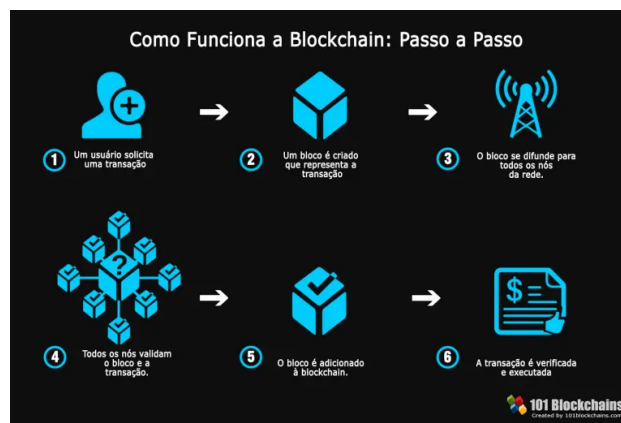 Como Funciona a Blockchain: Passo a Passo
1 Um usuário solicita
uma transação
2 Um bloco é criado
que representa a
transação
3 O bloco se difunde para
todos os nós
da rede.
?
4 Todos os nós validam
o bloco e a
transação.
5 O bloco é adicionado
à blockchain.
$
6 A transação é verificada
e executada
101 Blockchains
Created by 101blockchains.com